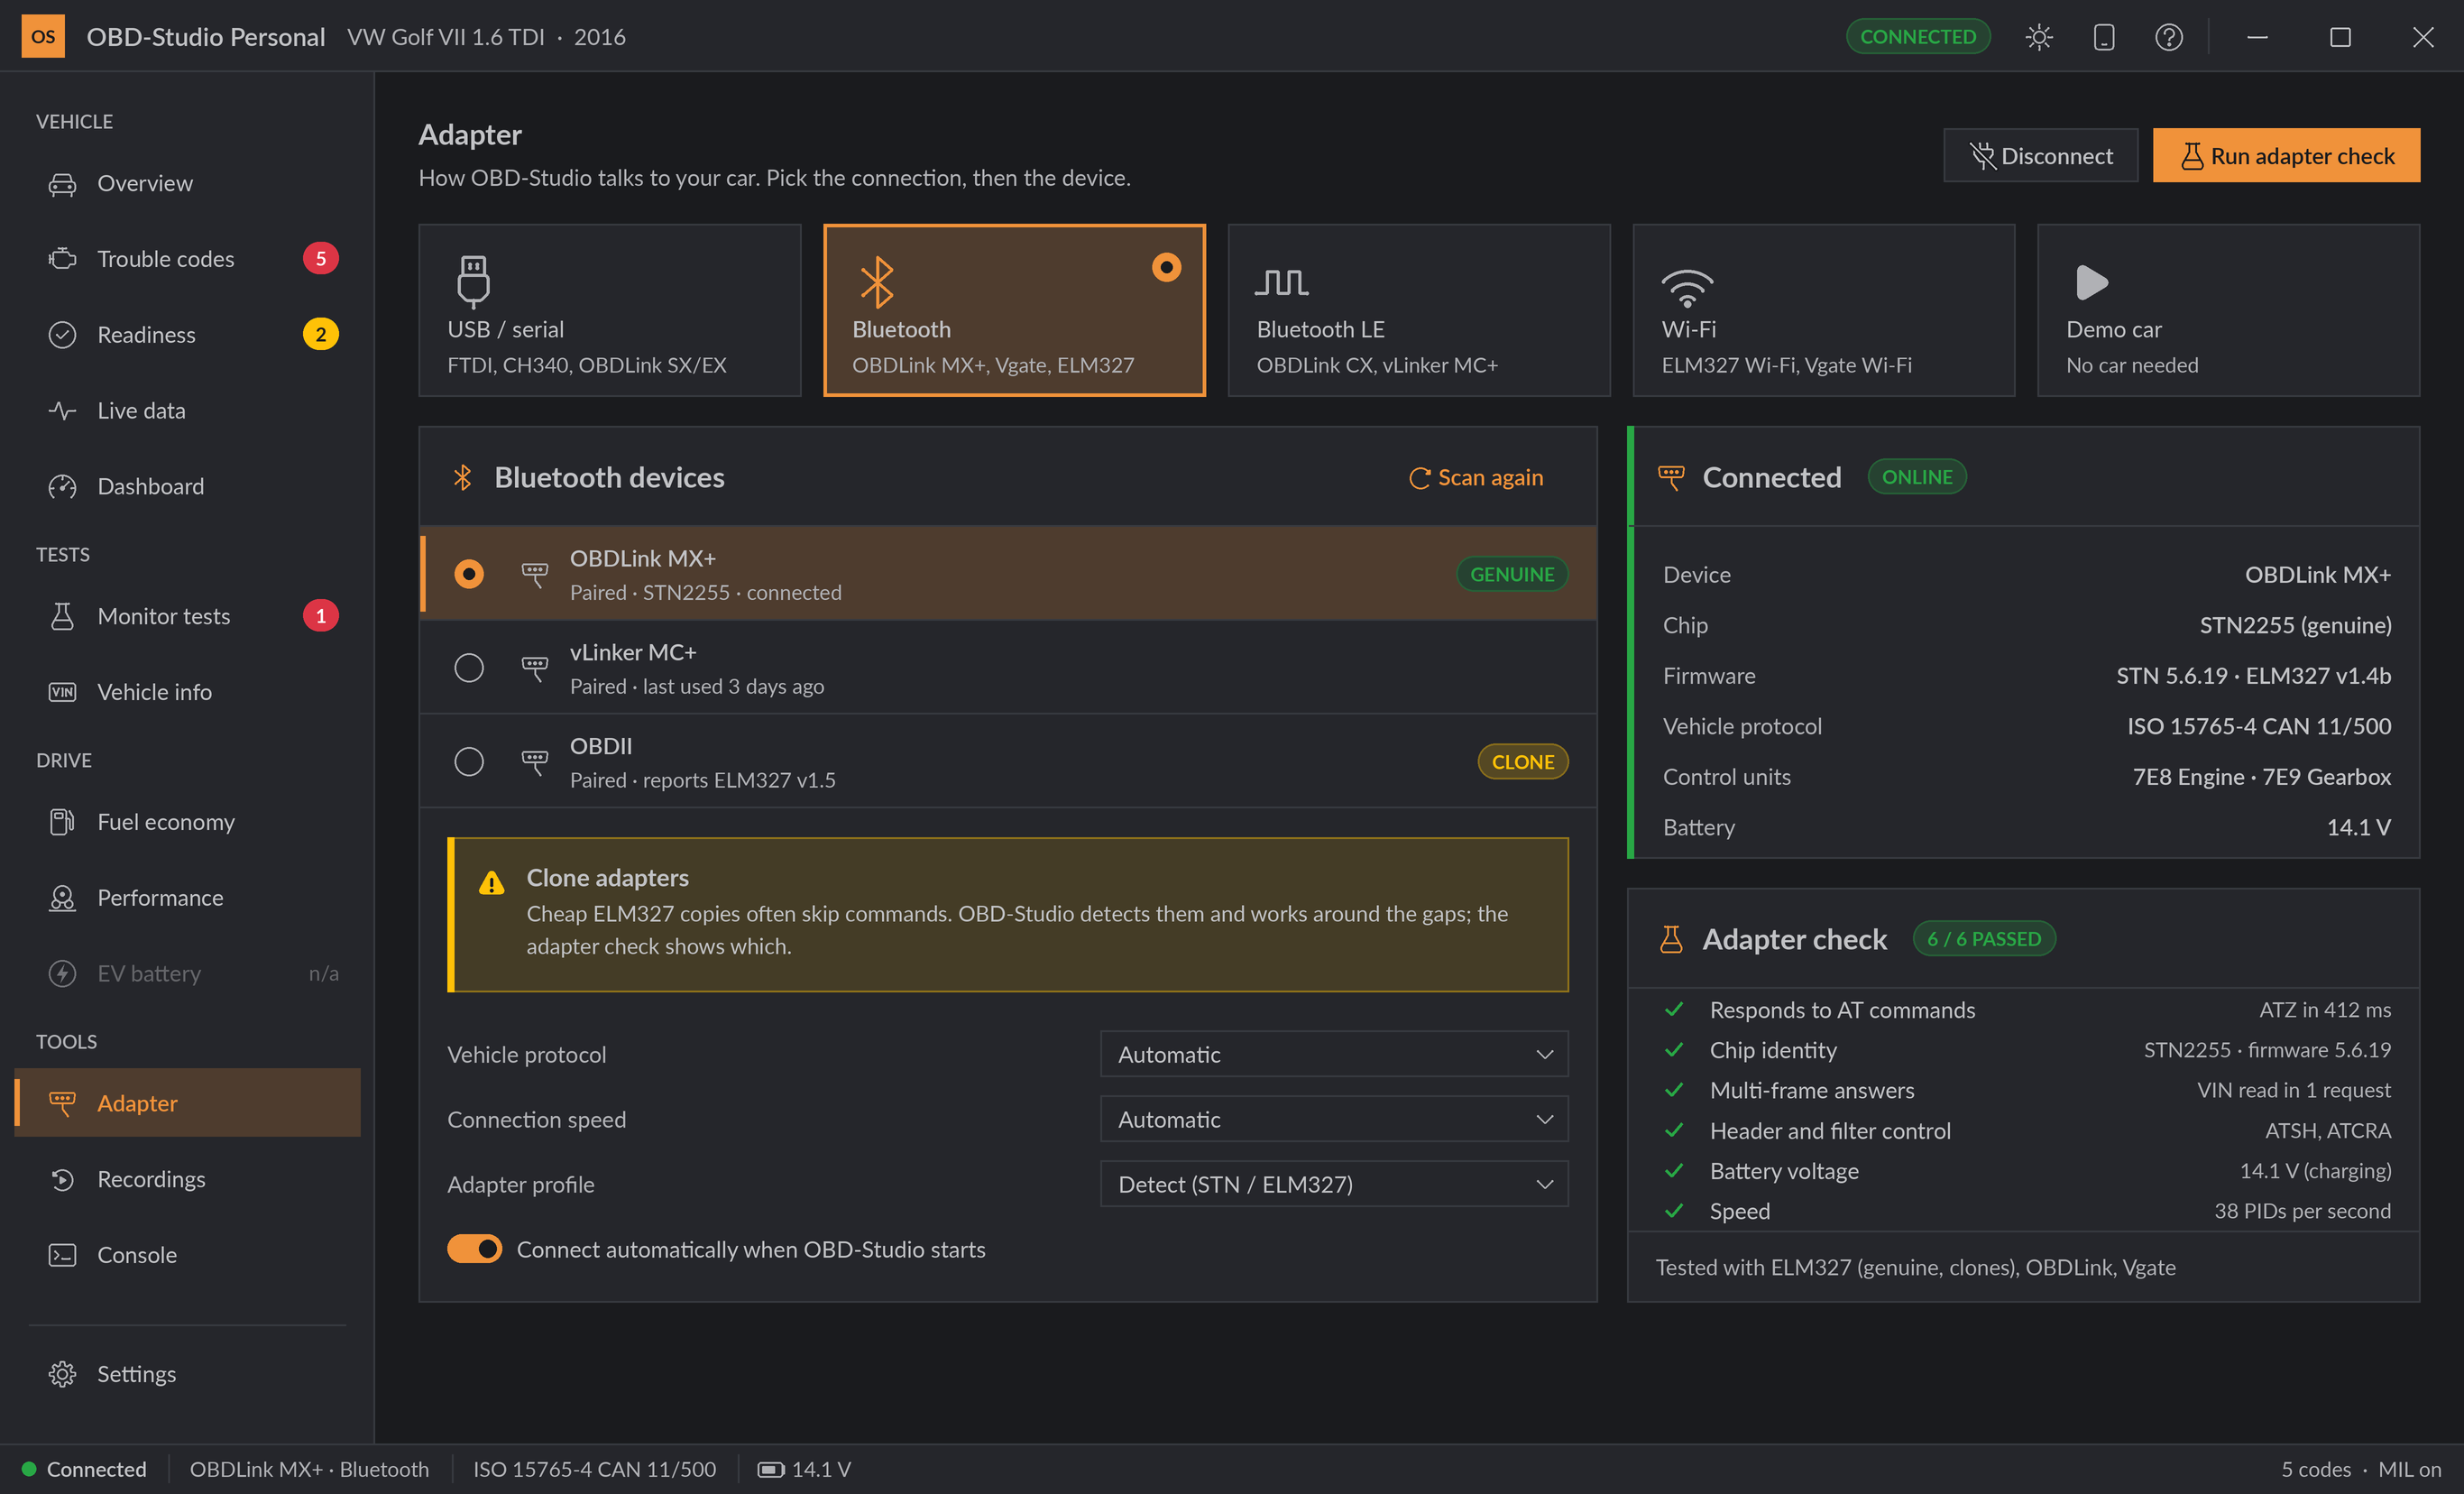 OS OBD-Studio Personal VW Golf VII 1.6 TDI · 2016 CONNECTED
VEHICLE
Overview
Trouble codes 5
Readiness 2
Live data
Dashboard
TESTS
Monitor tests 1
VIN Vehicle info
DRIVE
Fuel economy
Performance
EV battery n/a
TOOLS
Adapter
Recordings
Console
Settings
Adapter
How OBD-Studio talks to your car. Pick the connection, then the device.
Disconnect
Run adapter check
USB / serial
FTDI, CH340, OBDLink SX/EX
Bluetooth
OBDLink MX+, Vgate, ELM327
Bluetooth LE
OBDLink CX, vLinker MC+
Wi-Fi
ELM327 Wi-Fi, Vgate Wi-Fi
Demo car
No car needed
Bluetooth devices Scan again
OBDLink MX+
Paired · STN2255 · connected
GENUINE
vLinker MC+
Paired · last used 3 days ago
OBDII
Paired · reports ELM327 v1.5
CLONE
Clone adapters
Cheap ELM327 copies often skip commands. OBD-Studio detects them and works around the gaps; the
adapter check shows which.
Vehicle protocol Automatic
Connection speed Automatic
Adapter profile Detect (STN / ELM327)
Connect automatically when OBD-Studio starts
Connected ONLINE
Device OBDLink MX+
Chip STN2255 (genuine)
Firmware STN 5.6.19 · ELM327 v1.4b
Vehicle protocol ISO 15765-4 CAN 11/500
Control units 7E8 Engine · 7E9 Gearbox
Battery 14.1 V
Adapter check 6 / 6 PASSED
Responds to AT commands ATZ in 412 ms
Chip identity STN2255 · firmware 5.6.19
Multi-frame answers VIN read in 1 request
Header and filter control ATSH, ATCRA
Battery voltage 14.1 V (charging)
Speed 38 PIDs per second
Tested with ELM327 (genuine, clones), OBDLink, Vgate
Connected OBDLink MX+ · Bluetooth ISO 15765-4 CAN 11/500 14.1 V 5 codes · MIL on